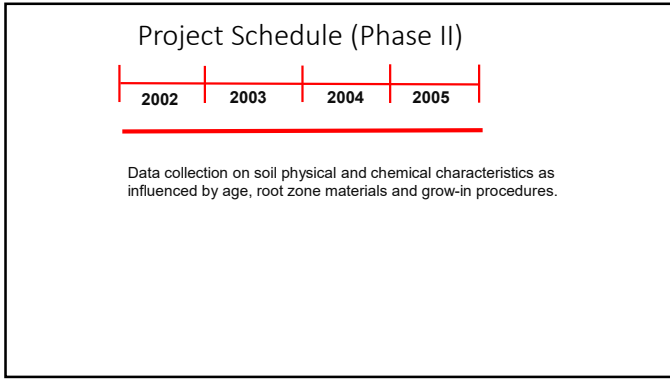 Project Schedule (Phase II)
2002 2003 2004 2005
Data collection on soil physical and chemical characteristics as
influenced by age, root zone materials and grow-in procedures.